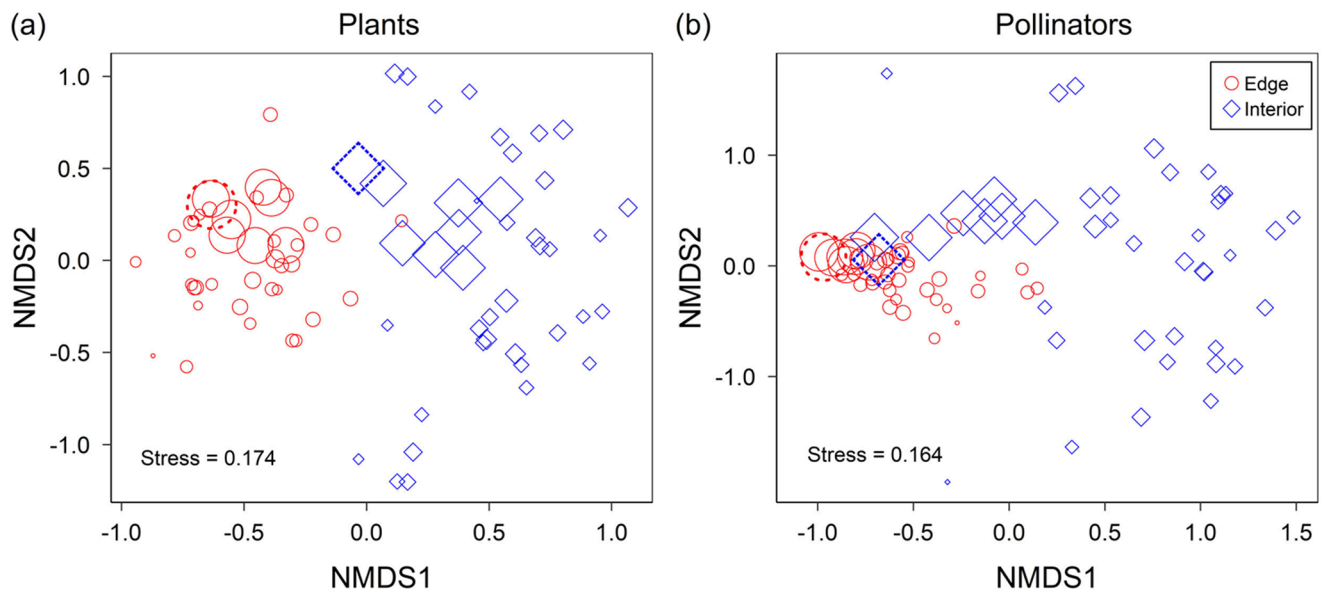 (a) Plants
1.0
0.5
0.0
-0.5
-1.0
NMDS2
Stress = 0.174
-1.0 -0.5 0.0 0.5 1.0
NMDS1
(b) Pollinators
Edge
Interior
1.0
0.0
-1.0
NMDS2
Stress = 0.164
-1.0 -0.5 0.0 0.5 1.0 1.5
NMDS1